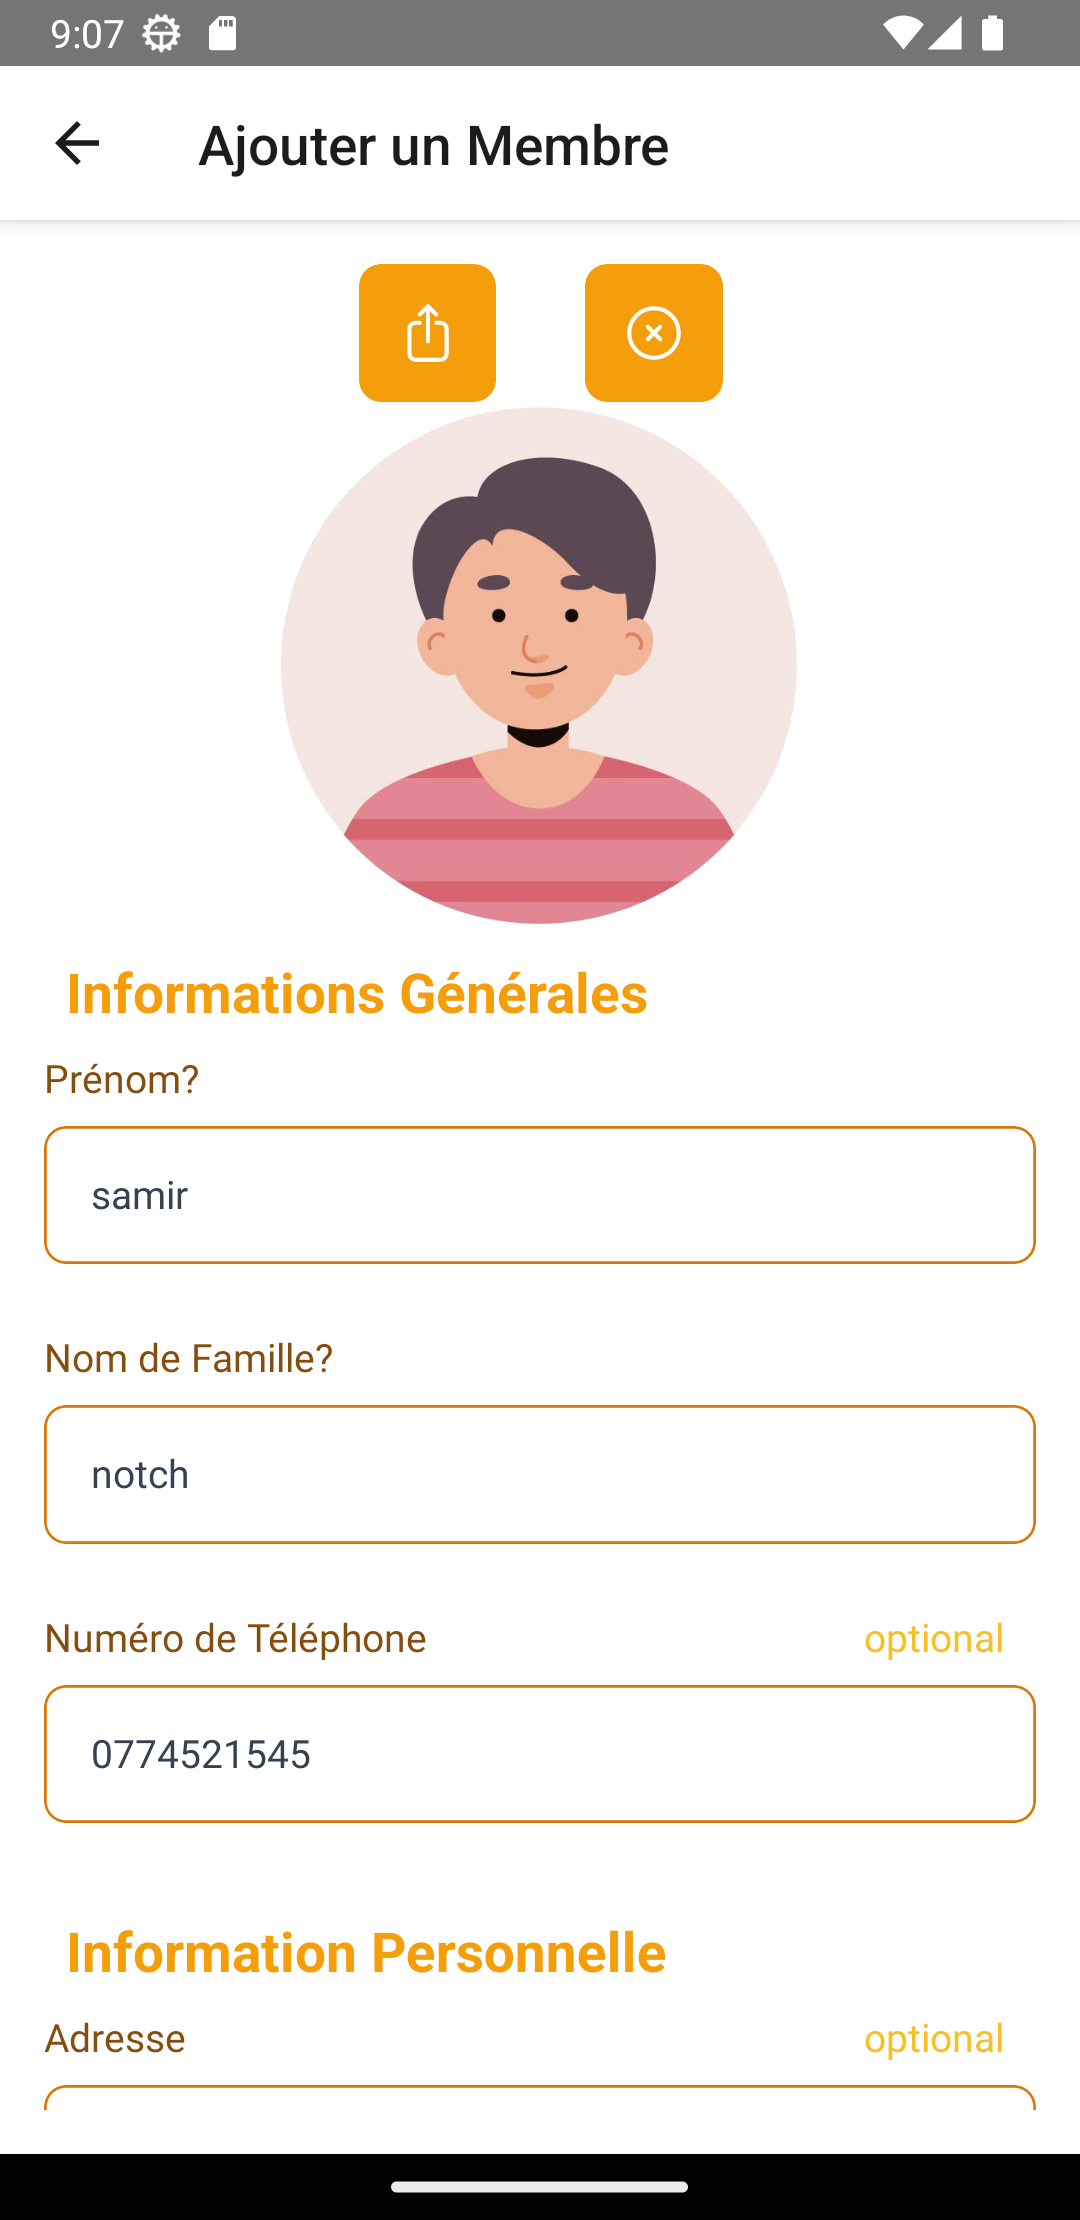 9:07
Ajouter un Membre
Informations Générales
Prénom?
samir
Nom de Famille?
notch
Numéro de Téléphone optional
0774521545
Information Personnelle
Adresse optional